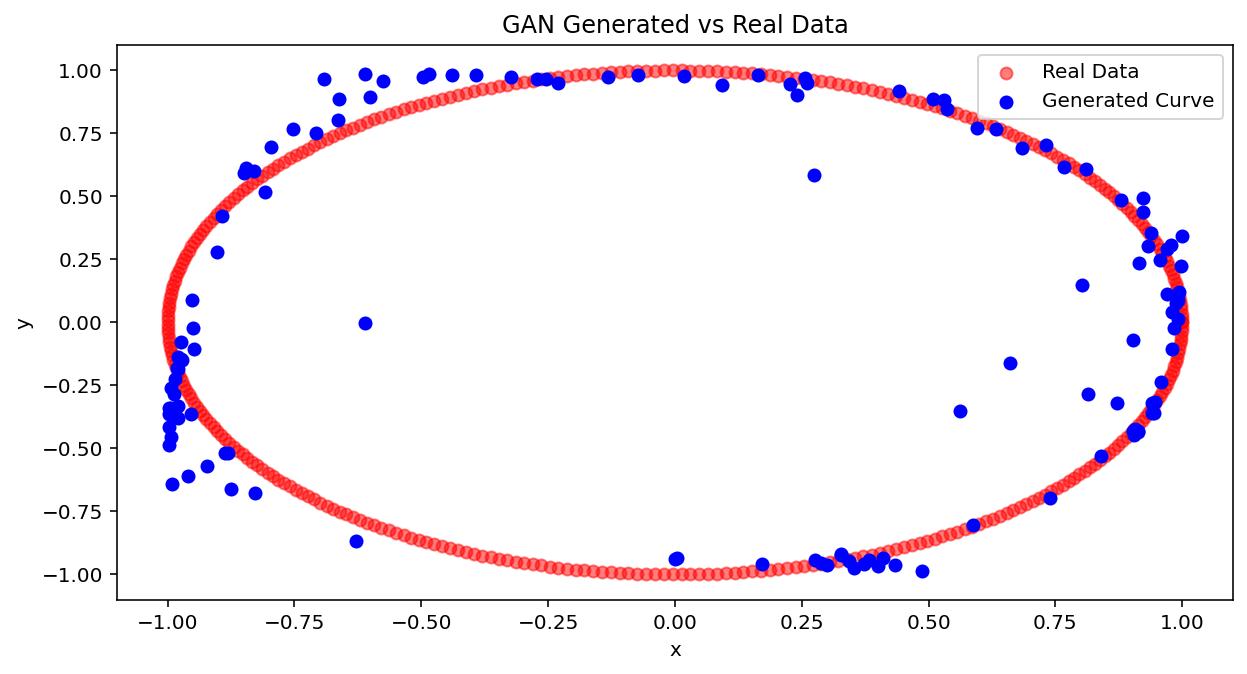 GAN Generated vs Real Data
Real Data
Generated Curve
1.00
0.75
0.50
0.25
0.00
−0.25
−0.50
−0.75
−1.00
y
−1.00 −0.75 −0.50 −0.25 0.00 0.25 0.50 0.75 1.00
x